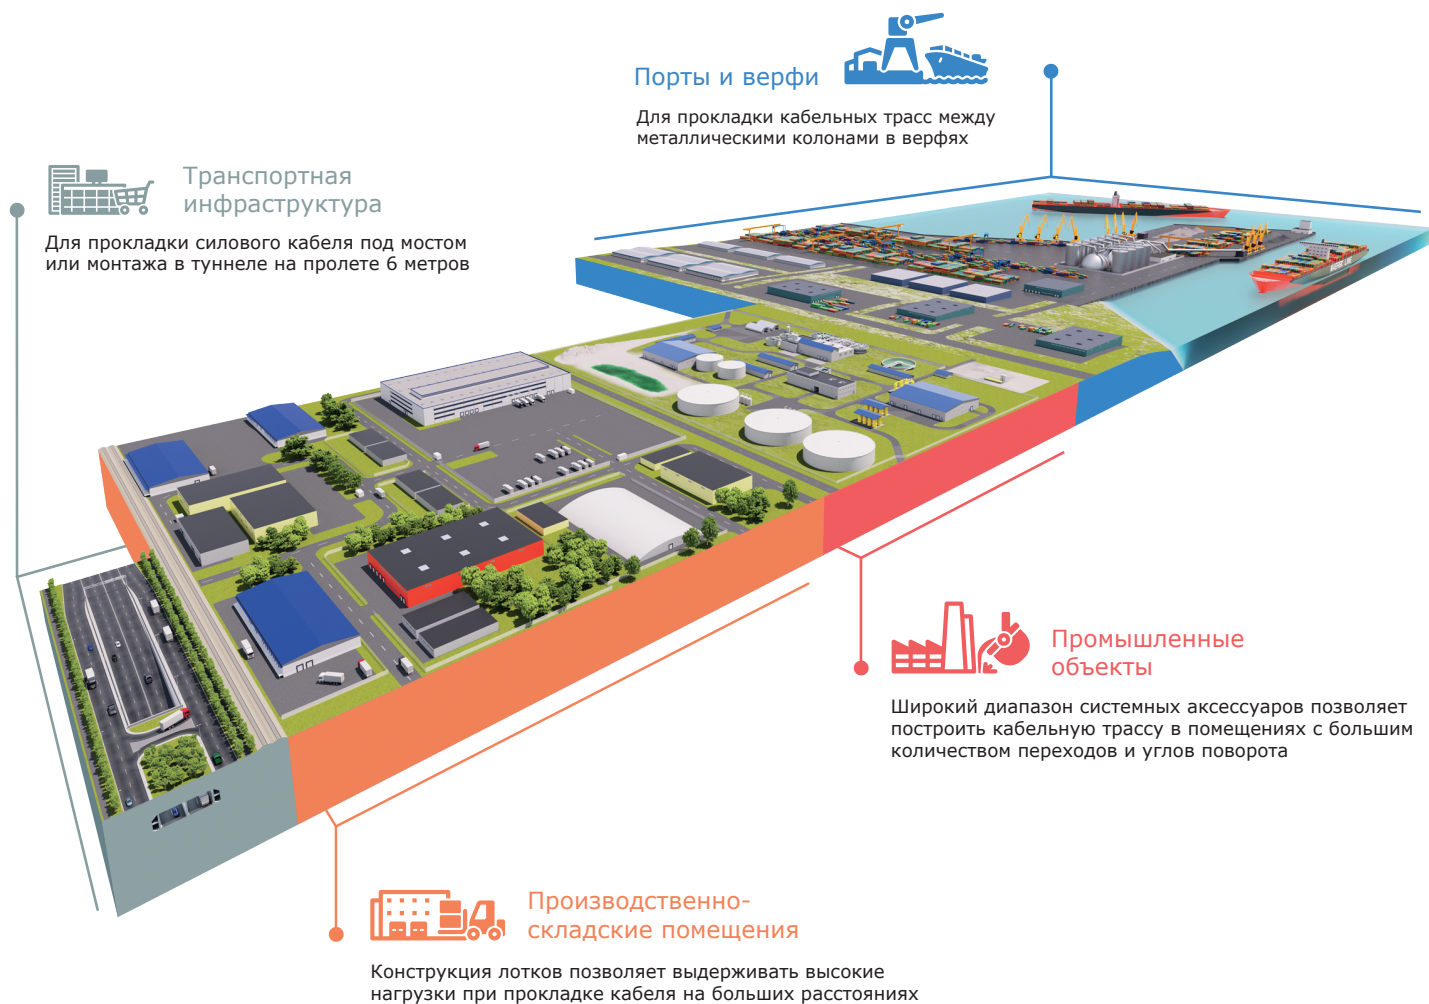 Порты и верфи
Для прокладки кабельных трасс между
металлическими колонами в верфях
Транспортная
инфраструктура
Для прокладки силового кабеля под мостом
или монтажа в туннеле на пролете 6 метров
Промышленные
объекты
Широкий диапазон системных аксессуаров позволяет
построить кабельную трассу в помещениях с большим
количеством переходов и углов поворота
Производственно-
складские помещения
Конструкция лотков позволяет выдерживать высокие
нагрузки при прокладке кабеля на больших расстояниях